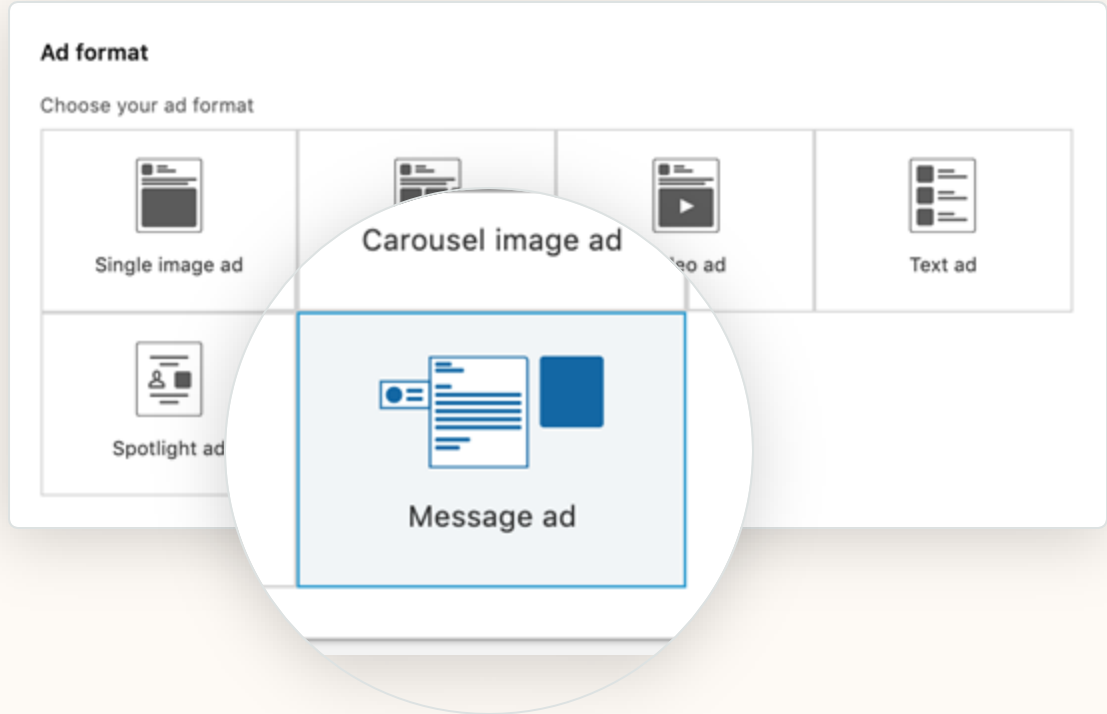 Ad format
Choose your ad format
Single image ad
Carousel image ad
eo ad
Text ad
Spotlight ad
Message ad